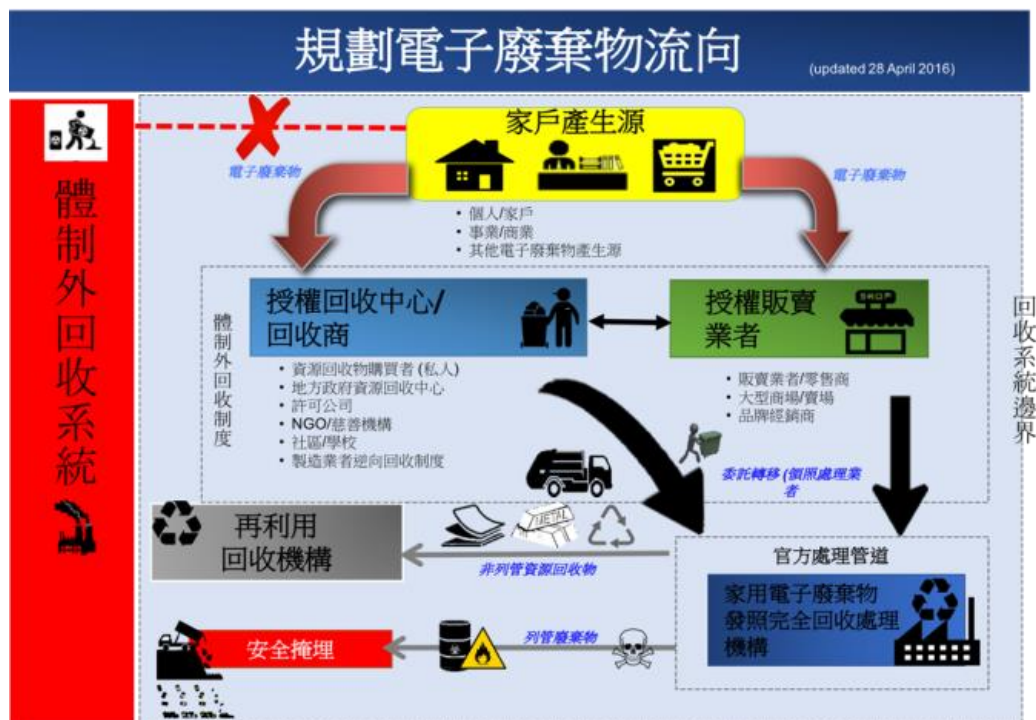 規劃電子廢棄物流向
(updated 28 April 2016)
體制外回收系統
家戶產生源
電子廢棄物
電子廢棄物
• 個人/家戶
• 事業/商業
• 其他電子廢棄物產生源
體制外回收制度
授權回收中心/
回收商
• 資源回收物購買者 (私人)
• 地方政府資源回收中心
• 許可公司
• NGO/慈善機構
• 社區/學校
• 製造業者逆向回收制度
SHOP
授權販賣
業者
• 販賣業者/零售商
• 大型商場/賣場
• 品牌經銷商
回收系統邊界
委託轉移 (領照處理業
者
再利用
回收機構
METAL
非列管資源回收物
官方處理管道
家用電子廢棄物
發照完全回收處理
機構
安全掩埋
列管廢棄物